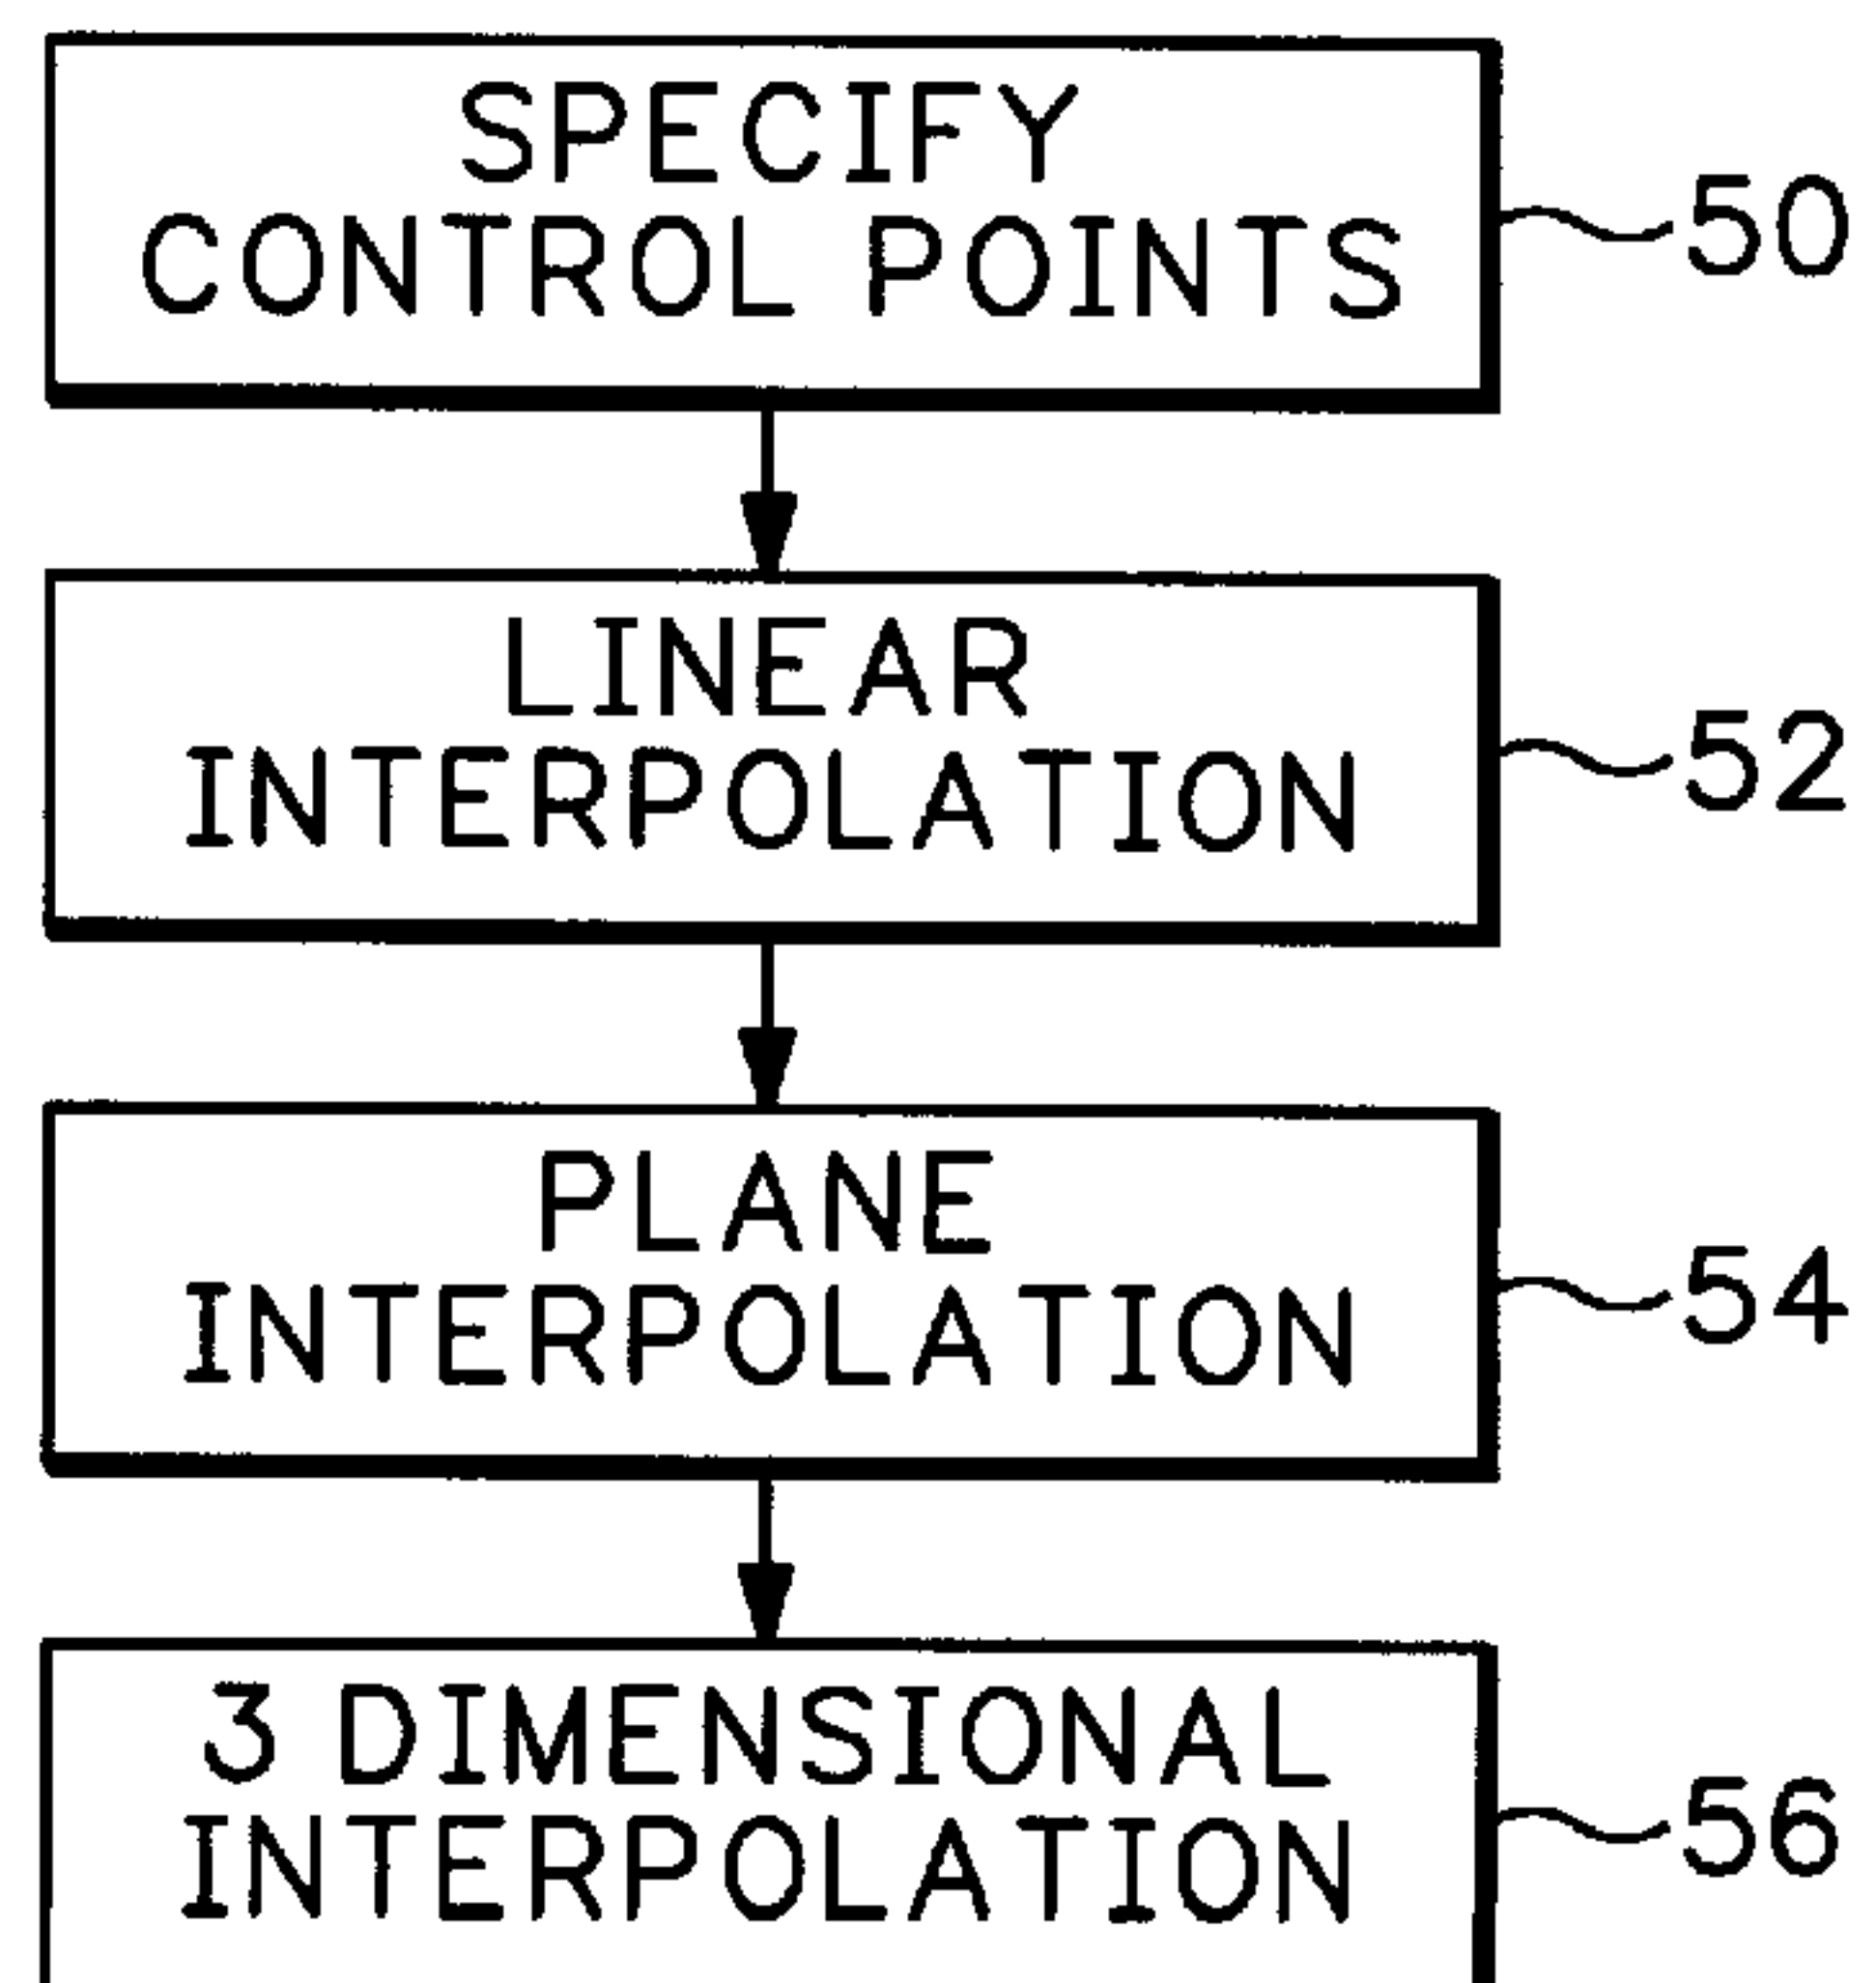 SPECIFY
CONTROL POINTS
50
LINEAR
INTERPOLATION
52
PLANE
INTERPOLATION
54
3 DIMENSIONAL
INTERPOLATION
56